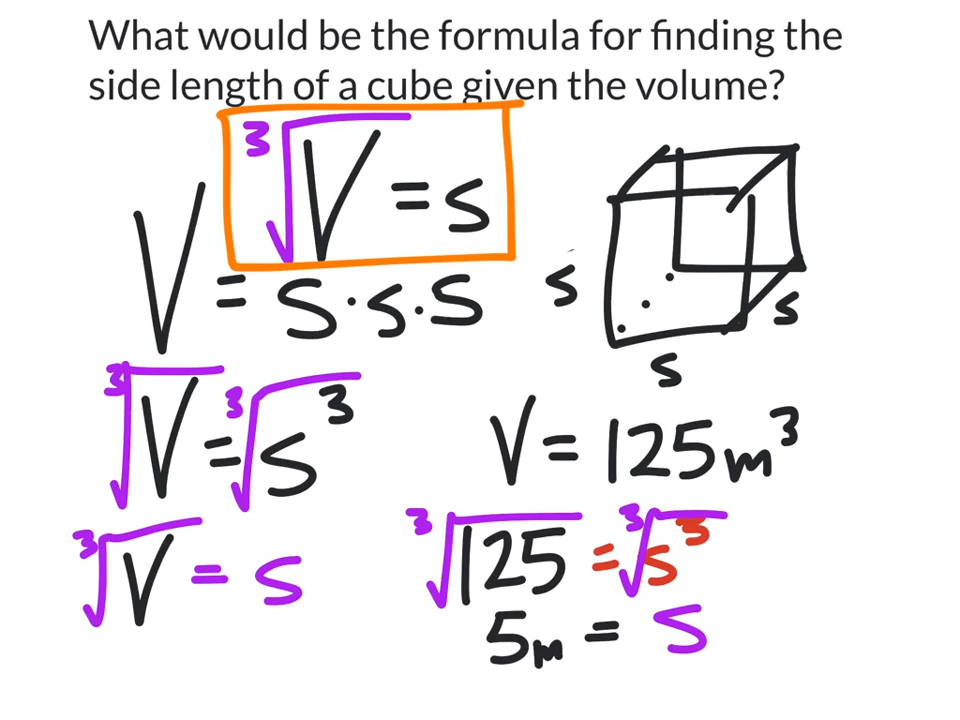 What would be the formula for finding the
side length of a cube given the volume?
∛V = s
V = s·s·s
s
s
s
∛V = ∛s³
∛V = s
V = 125m³
∛125 = ∛s³
5m = s